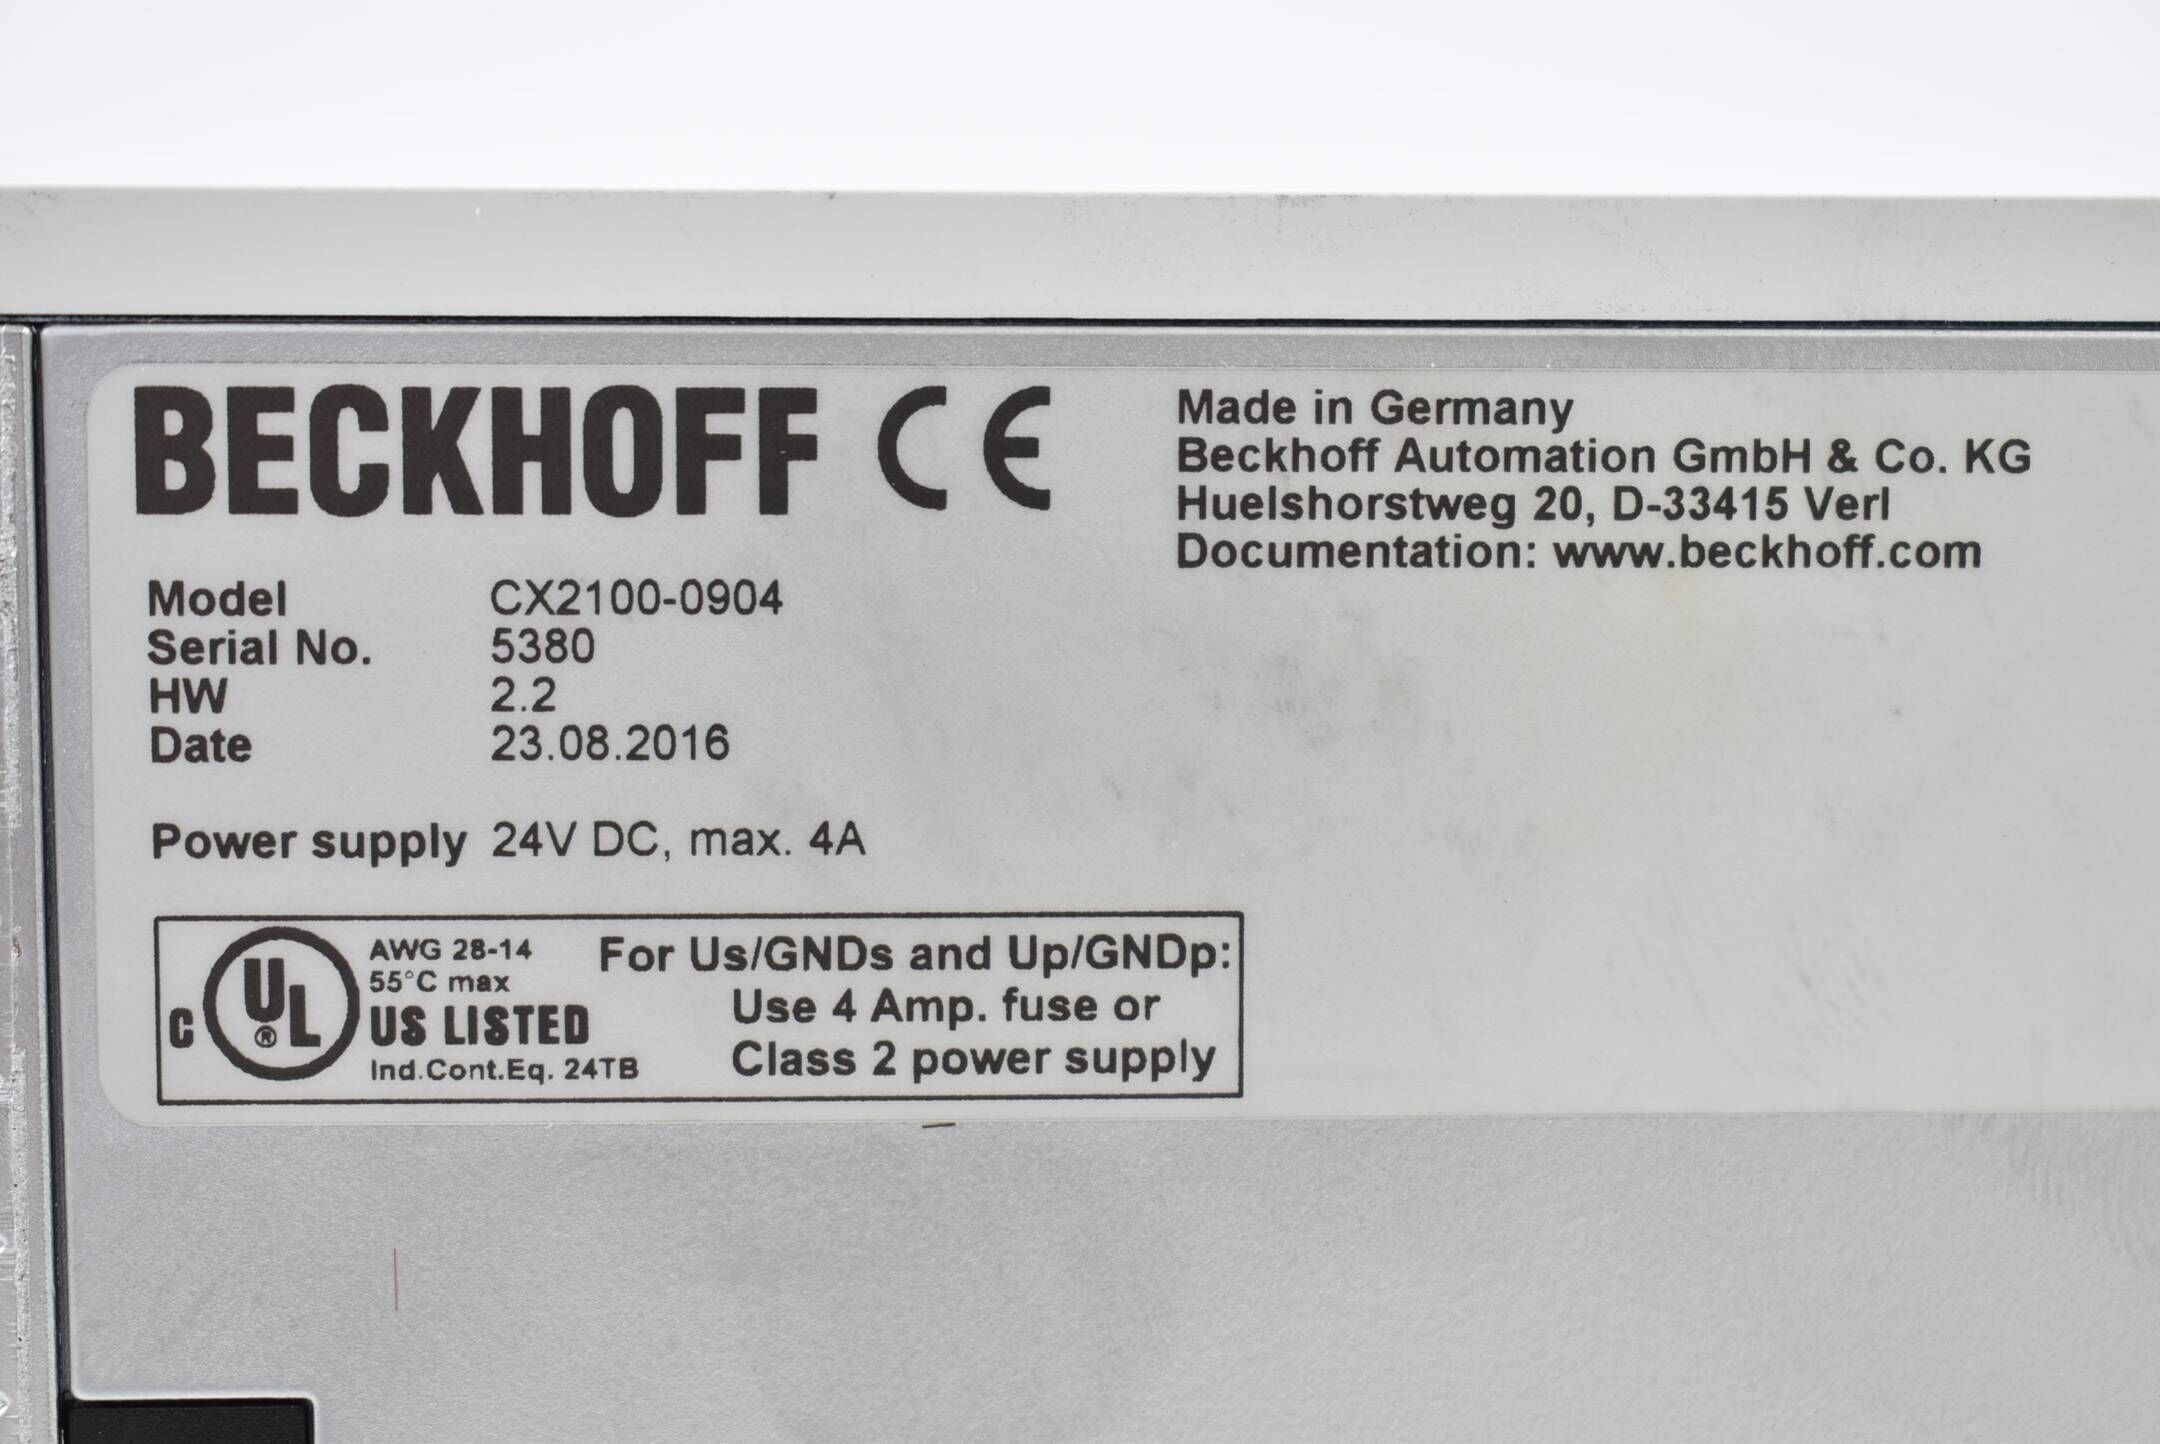 BECKHOFF CE
Made in Germany
Beckhoff Automation GmbH & Co. KG
Huelshorstweg 20, D-33415 Verl
Documentation: www.beckhoff.com
Model CX2100-0904
Serial No. 5380
HW 2.2
Date 23.08.2016
Power supply 24V DC, max. 4A
C UL ®
AWG 28-14
55°C max
US LISTED
Ind.Cont.Eq. 24TB
For Us/GNDs and Up/GNDp:
Use 4 Amp. fuse or
Class 2 power supply